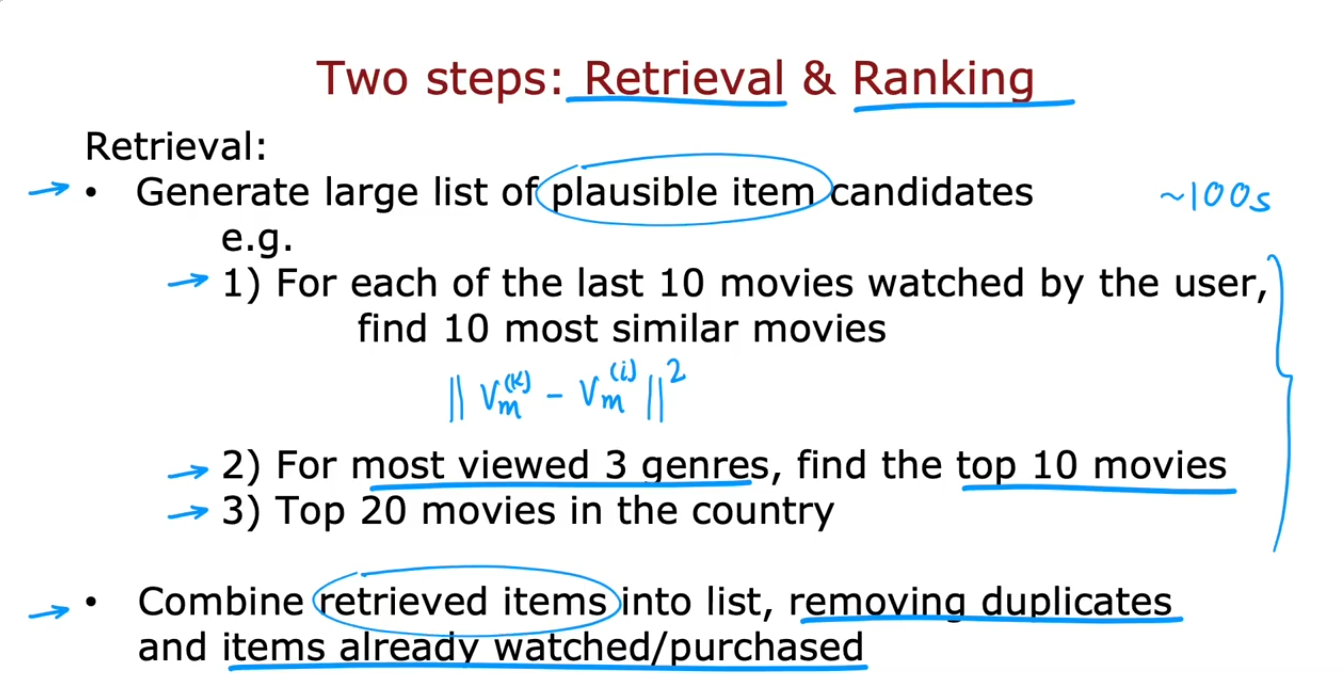 Two steps: Retrieval & Ranking
Retrieval:
→ • Generate large list of plausible item candidates ~100s
e.g.
→ 1) For each of the last 10 movies watched by the user,
find 10 most similar movies
|| Vm^(k) - Vm^(i) ||^2
→ 2) For most viewed 3 genres, find the top 10 movies
→ 3) Top 20 movies in the country
→ • Combine retrieved items into list, removing duplicates
and items already watched/purchased